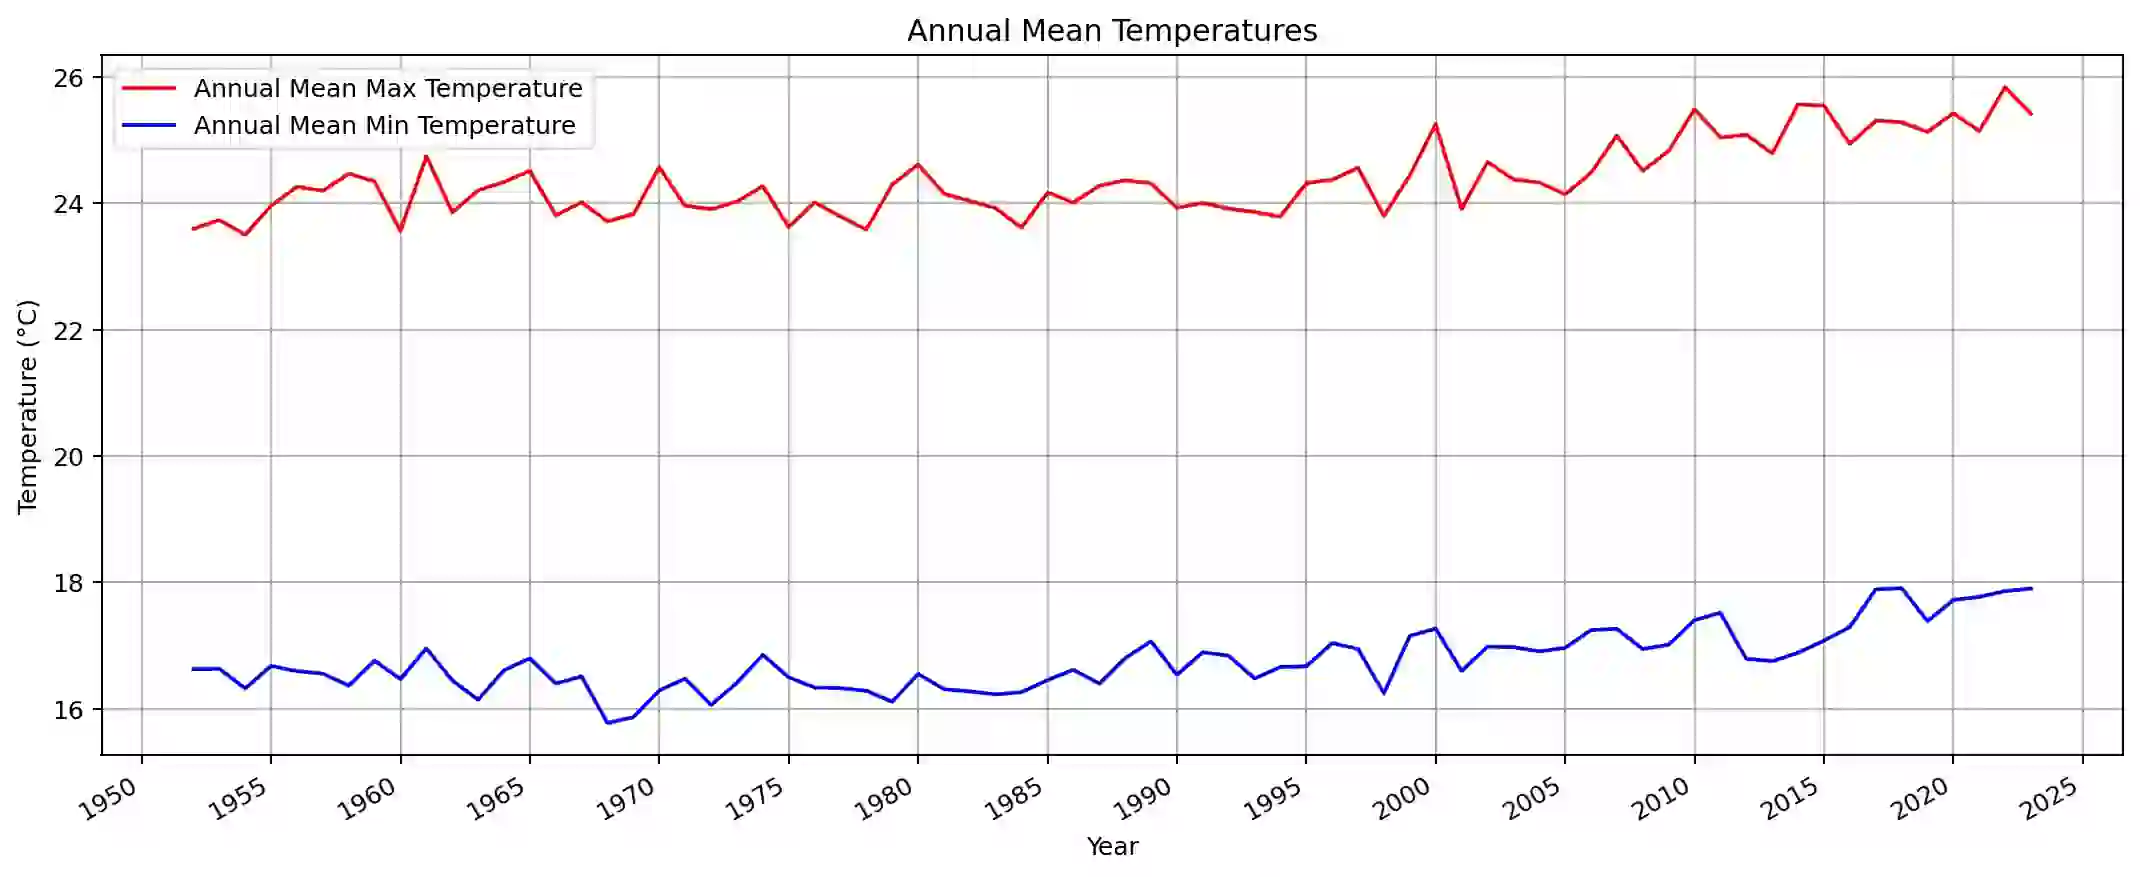 Annual Mean Temperatures
Annual Mean Max Temperature
Annual Mean Min Temperature
Temperature (°C)
26
24
22
20
18
16
1950 1955 1960 1965 1970 1975 1980 1985 1990 1995 2000 2005 2010 2015 2020 2025
Year